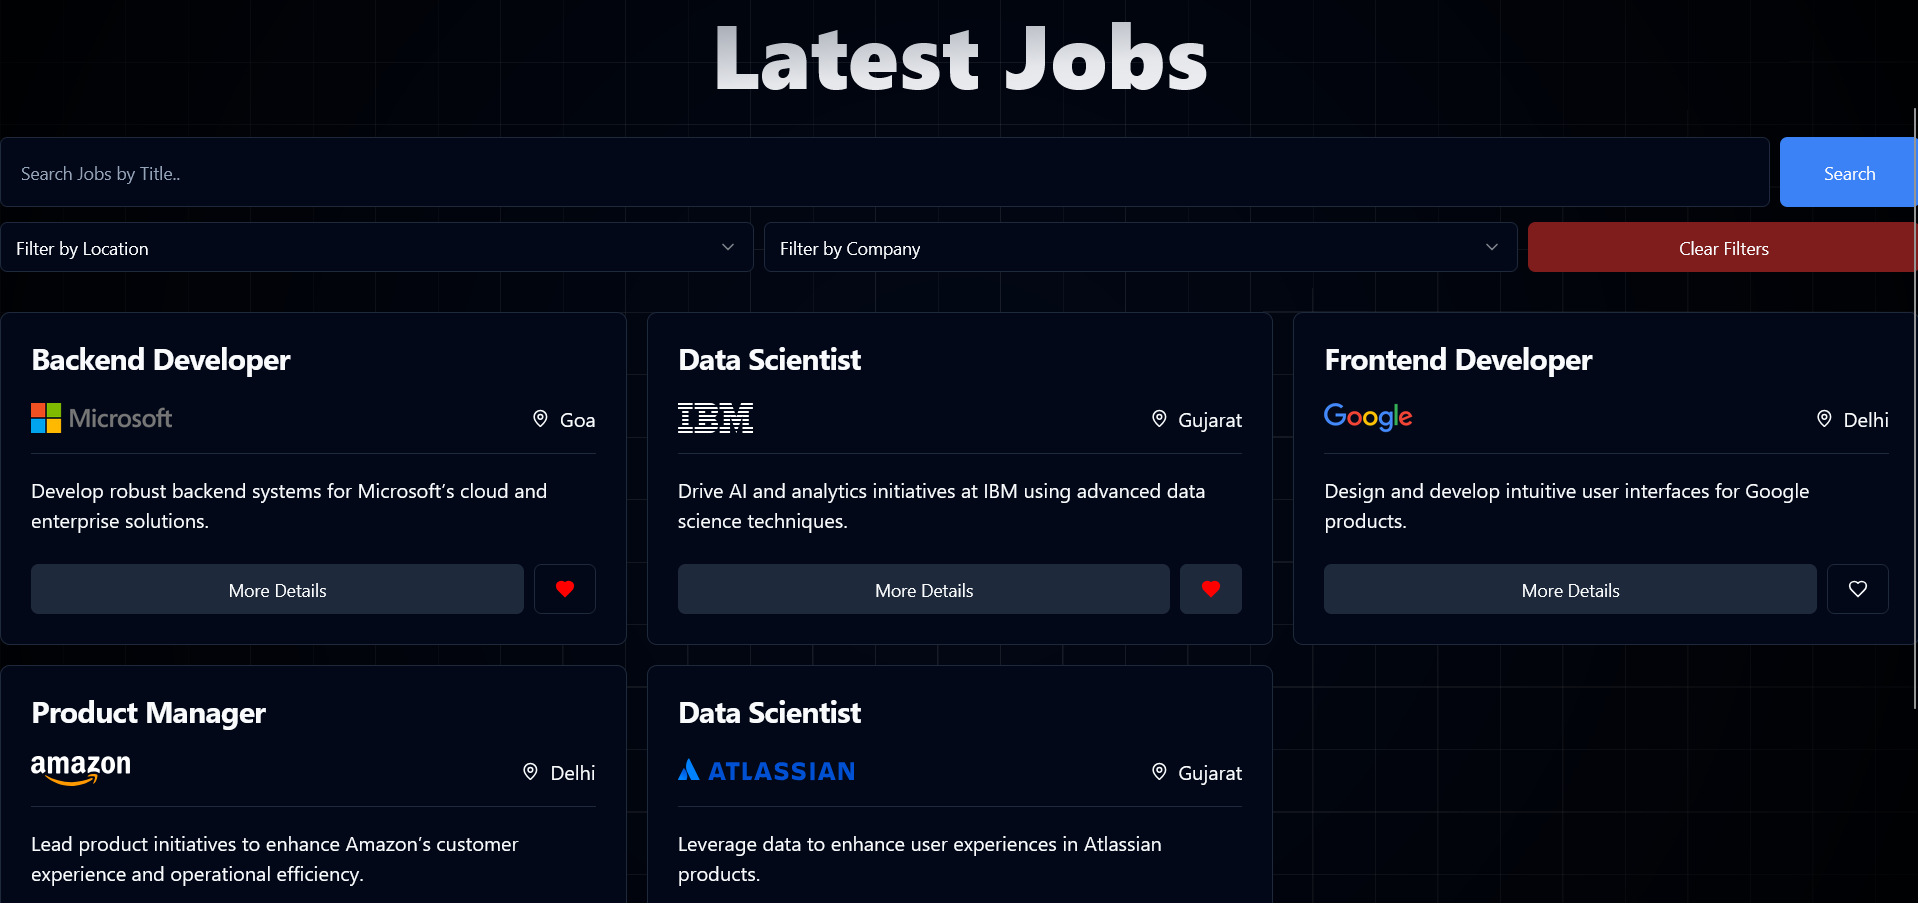 Latest Jobs
Search Jobs by Title..
Search
Filter by Location
Filter by Company
Clear Filters
Backend Developer
Microsoft
Goa
Develop robust backend systems for Microsoft’s cloud and
enterprise solutions.
More Details
Data Scientist
IBM
Gujarat
Drive AI and analytics initiatives at IBM using advanced data
science techniques.
More Details
Frontend Developer
Google
Delhi
Design and develop intuitive user interfaces for Google
products.
More Details
Product Manager
amazon
Delhi
Lead product initiatives to enhance Amazon’s customer
experience and operational efficiency.
Data Scientist
ATLASSIAN
Gujarat
Leverage data to enhance user experiences in Atlassian
products.